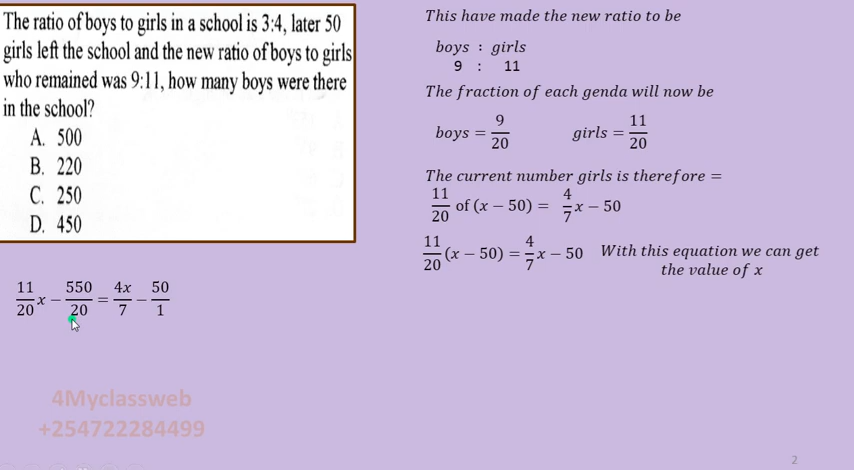 The ratio of boys to girls in a school is 3:4, later 50
girls left the school and the new ratio of boys to girls
who remained was 9:11, how many boys were there
in the school?
A. 500
B. 220
C. 250
D. 450
11/20 x − 550/20 = 4x/7 − 50/1
4Myclassweb
+254722284499
This have made the new ratio to be
boys : girls
9 : 11
The fraction of each genda will now be
boys = 9/20 girls = 11/20
The current number girls is therefore =
11/20 of (x − 50) = 4/7 x − 50
11/20 (x − 50) = 4/7 x − 50 With this equation we can get
the value of x
2